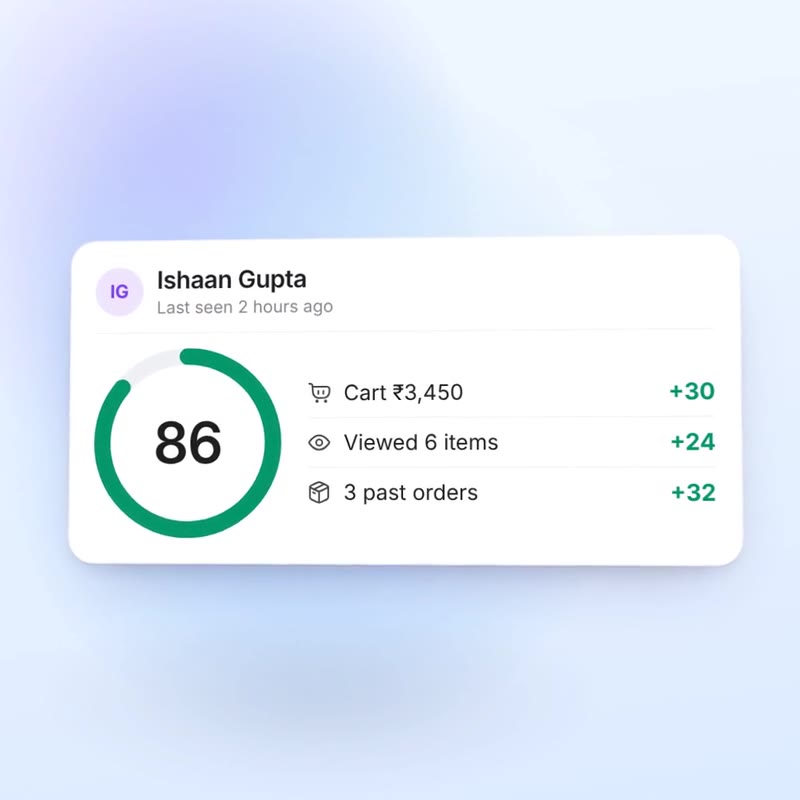 IG
Ishaan Gupta
Last seen 2 hours ago
86
Cart ₹3,450 +30
Viewed 6 items +24
3 past orders +32